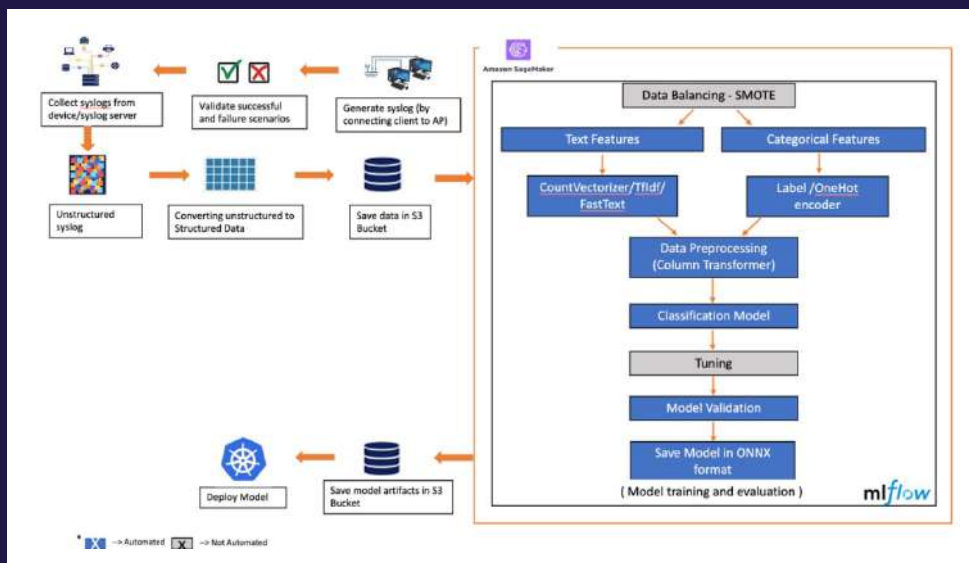 Amazon SageMaker
Generate syslog (by
connecting client to AP)
Validate successful
and failure scenarios
Collect syslogs from
device/syslog server
Unstructured
syslog
Converting unstructured to
Structured Data
Save data in S3
Bucket
Data Balancing - SMOTE
Text Features
Categorical Features
CountVectorizer/TfIdf/
FastText
Label /OneHot
encoder
Data Preprocessing
(Column Transformer)
Classification Model
Tuning
Model Validation
Save Model in ONNX
format
( Model training and evaluation )
mlflow
Save model artifacts in S3
Bucket
Deploy Model
* X --> Automated X --> Not Automated